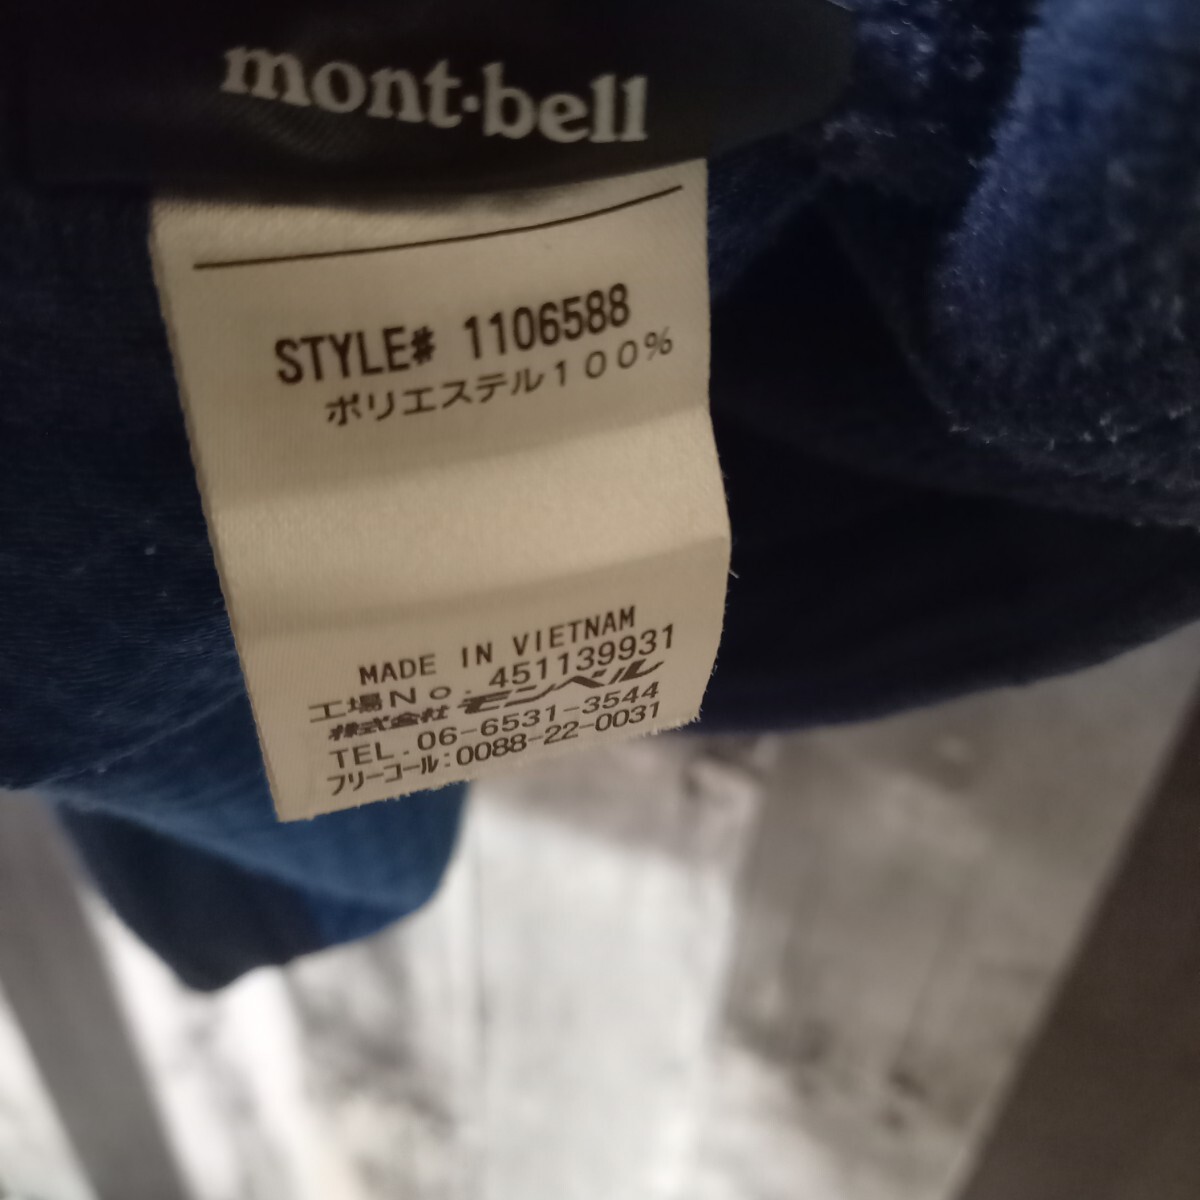 mont-bell
STYLE# 1106588
ポリエステル100%
MADE IN VIETNAM
工場No. 451139931
株式会社 モンベル
TEL. 06-6531-3544
フリーコール:0088-22-0031